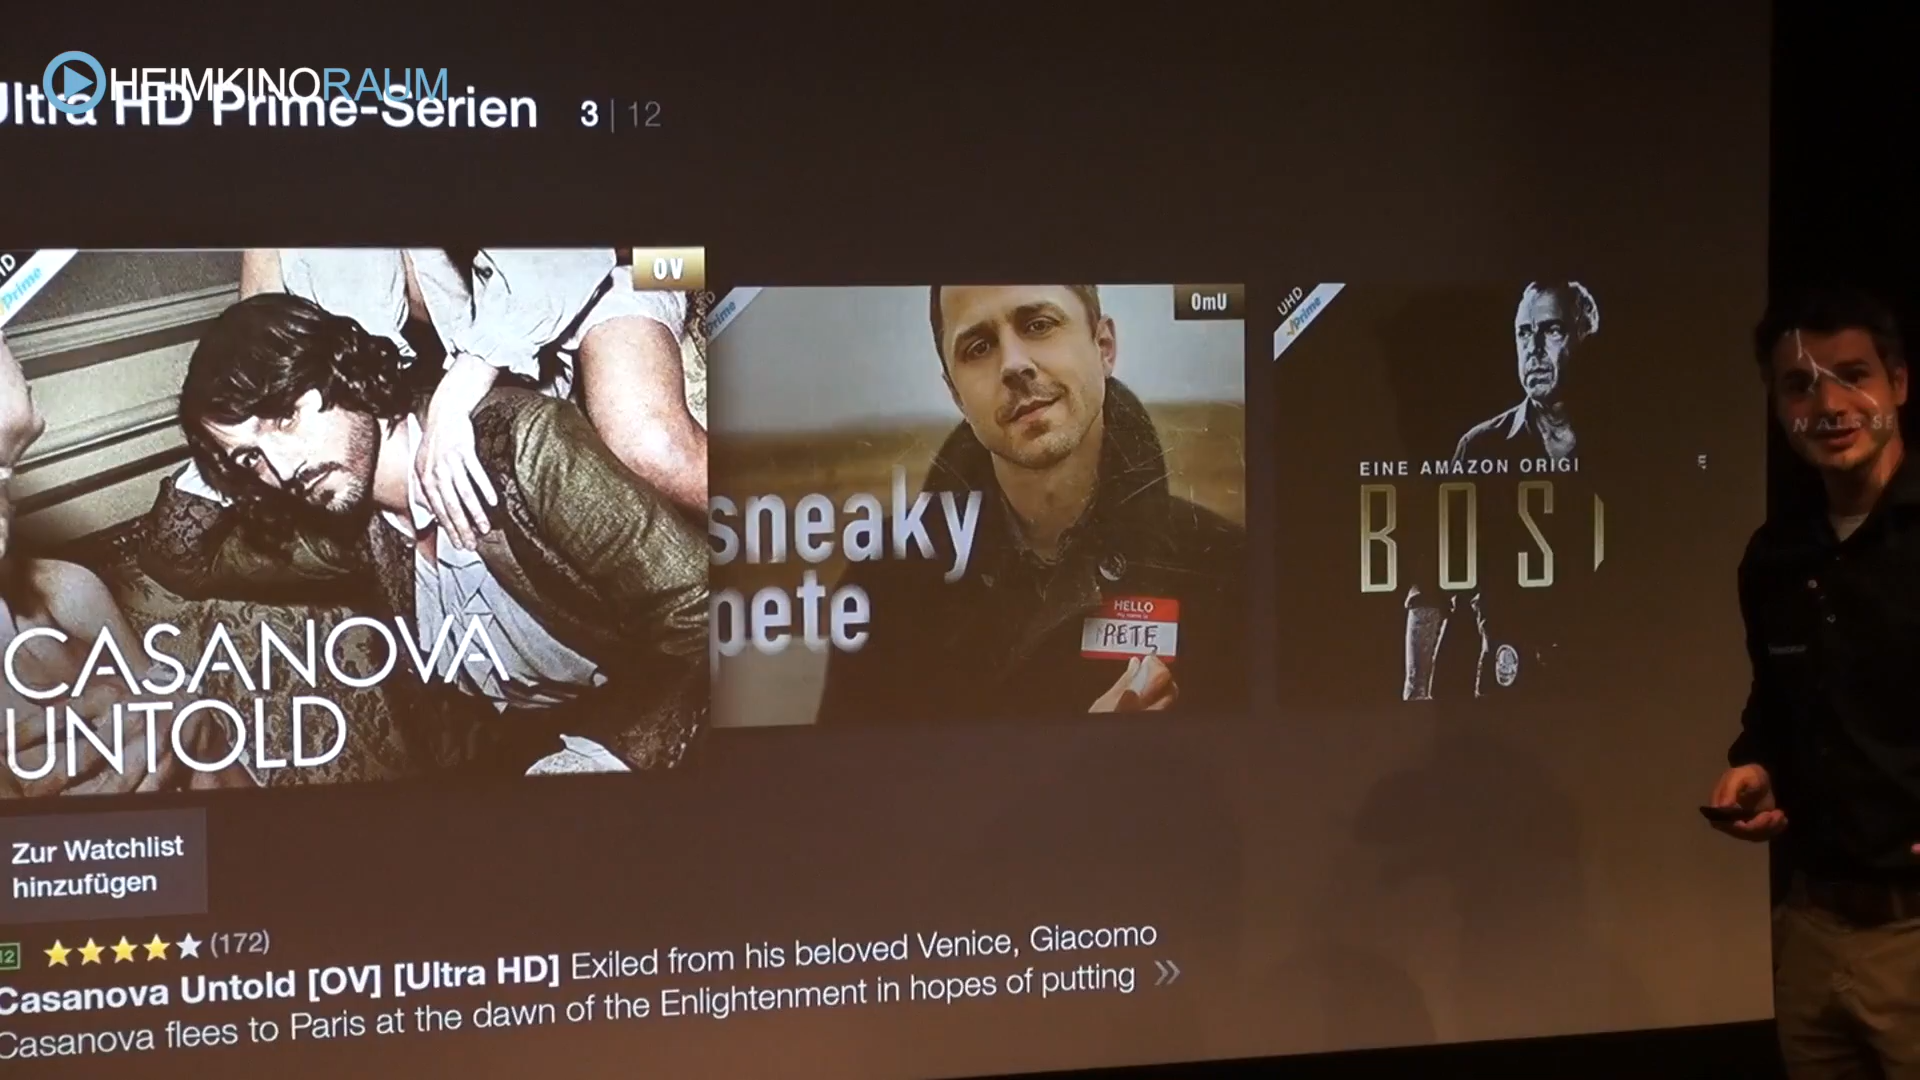 HEIMKINORAUM
Ultra HD Prime-Serien 3 | 12
OV
Prime
OmU
UHD
Prime
sneaky
pete
HELLO
PETE
EINE AMAZON ORIGI
BOS
CASANOVA
UNTOLD
Zur Watchlist
hinzufügen
12 (172)
Casanova Untold [OV] [Ultra HD] Exiled from his beloved Venice, Giacomo
Casanova flees to Paris at the dawn of the Enlightenment in hopes of putting »